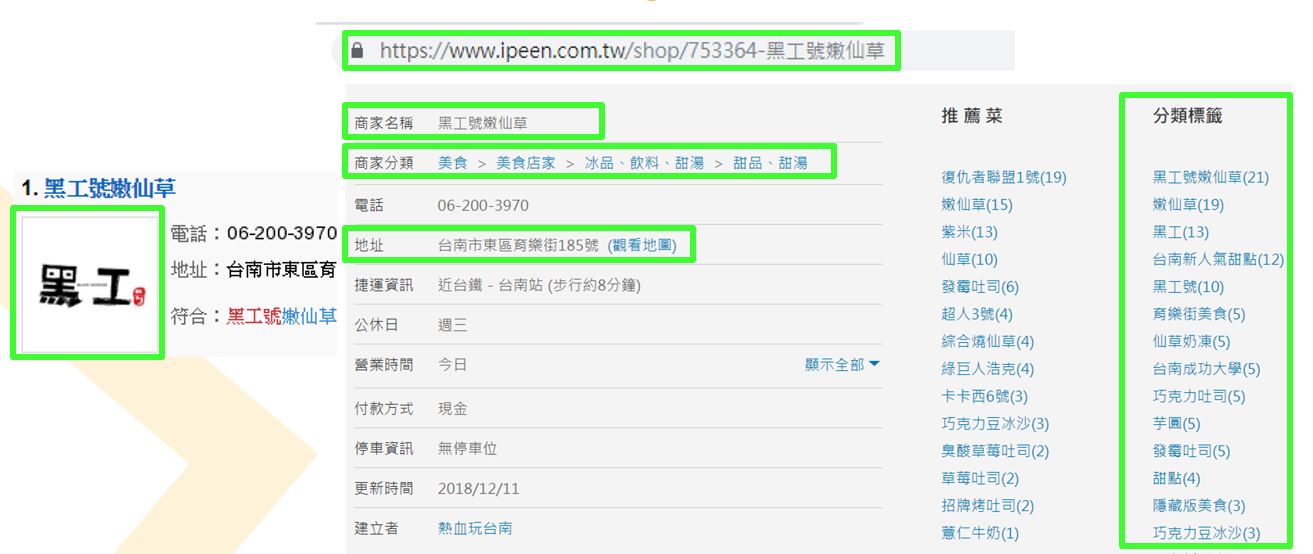 https://www.ipeen.com.tw/shop/753364-黑工號嫩仙草
1. 黑工號嫩仙草
黑工
電話：06-200-3970
地址：台南市東區育
符合：黑工號嫩仙草
商家名稱 黑工號嫩仙草
商家分類 美食 > 美食店家 > 冰品、飲料、甜湯 > 甜品、甜湯
電話 06-200-3970
地址 台南市東區育樂街185號 (觀看地圖)
捷運資訊 近台鐵 - 台南站 (步行約8分鐘)
公休日 週三
營業時間 今日 顯示全部
付款方式 現金
停車資訊 無停車位
更新時間 2018/12/11
建立者 熱血玩台南
推薦菜
復仇者聯盟1號(19)
嫩仙草(15)
紫米(13)
仙草(10)
發霉吐司(6)
超人3號(4)
綜合燒仙草(4)
綠巨人浩克(4)
卡卡西6號(3)
巧克力豆冰沙(3)
臭酸草莓吐司(2)
草莓吐司(2)
招牌烤吐司(2)
薏仁牛奶(1)
分類標籤
黑工號嫩仙草(21)
嫩仙草(19)
黑工(13)
台南新人氣甜點(12)
黑工號(10)
育樂街美食(5)
仙草奶凍(5)
台南成功大學(5)
巧克力吐司(5)
芋圓(5)
發霉吐司(5)
甜點(4)
隱藏版美食(3)
巧克力豆冰沙(3)